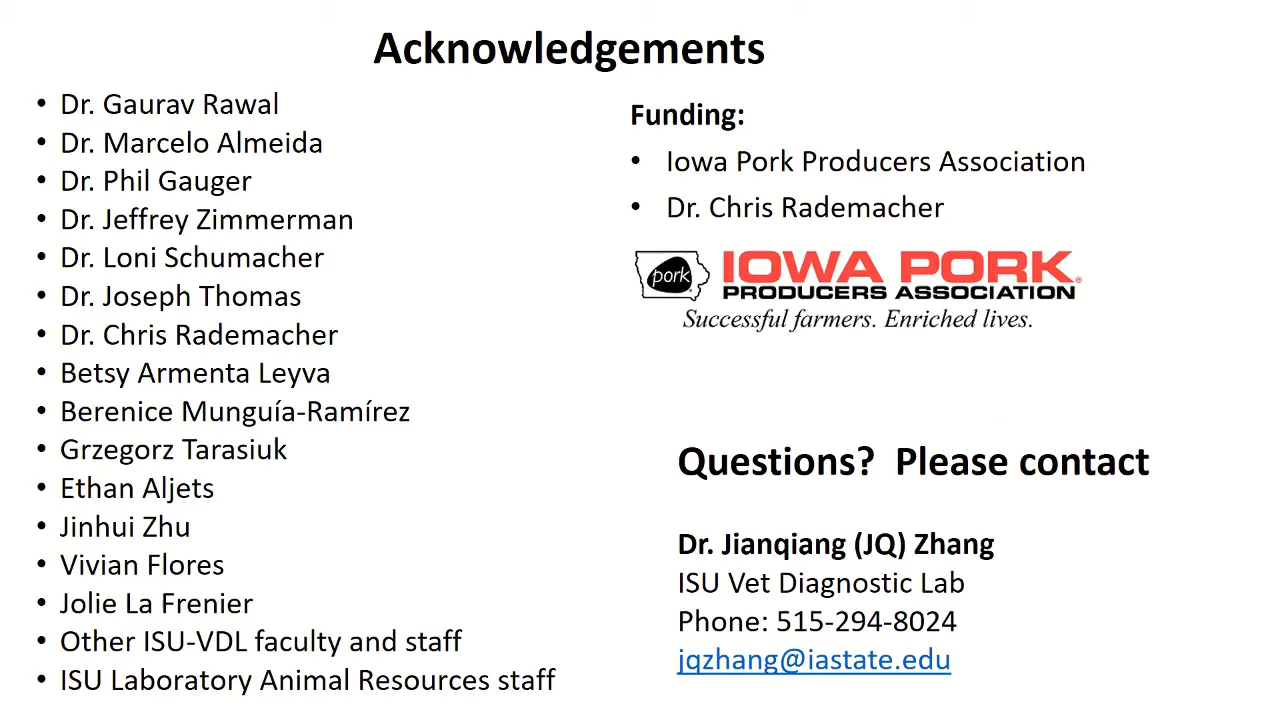 Acknowledgements
• Dr. Gaurav Rawal
• Dr. Marcelo Almeida
• Dr. Phil Gauger
• Dr. Jeffrey Zimmerman
• Dr. Loni Schumacher
• Dr. Joseph Thomas
• Dr. Chris Rademacher
• Betsy Armenta Leyva
• Berenice Munguía-Ramírez
• Grzegorz Tarasiuk
• Ethan Aljets
• Jinhui Zhu
• Vivian Flores
• Jolie La Frenier
• Other ISU-VDL faculty and staff
• ISU Laboratory Animal Resources staff
Funding:
• Iowa Pork Producers Association
• Dr. Chris Rademacher
pork
IOWA PORK®
PRODUCERS ASSOCIATION
Successful farmers. Enriched lives.
Questions? Please contact
Dr. Jianqiang (JQ) Zhang
ISU Vet Diagnostic Lab
Phone: 515-294-8024
jqzhang@iastate.edu